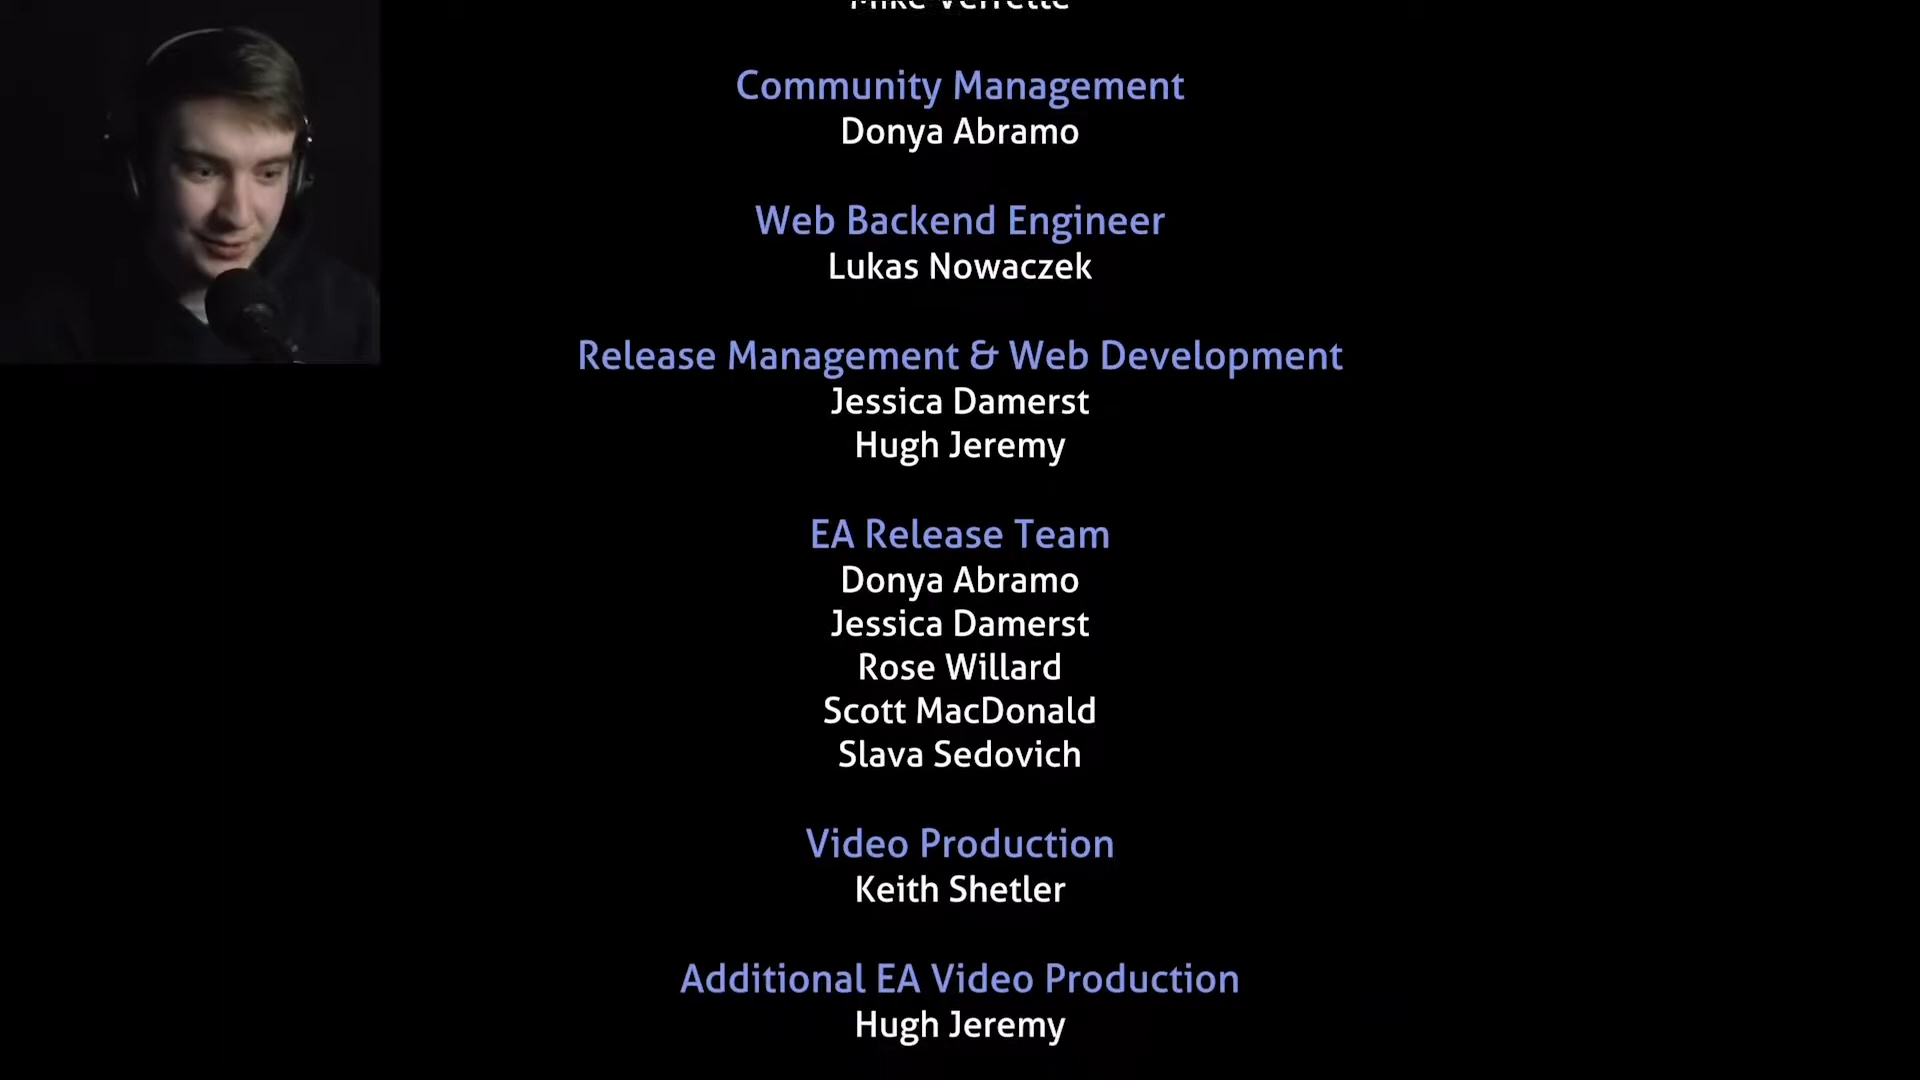 Community Management
Donya Abramo
Web Backend Engineer
Lukas Nowaczek
Release Management & Web Development
Jessica Damerst
Hugh Jeremy
EA Release Team
Donya Abramo
Jessica Damerst
Rose Willard
Scott MacDonald
Slava Sedovich
Video Production
Keith Shetler
Additional EA Video Production
Hugh Jeremy